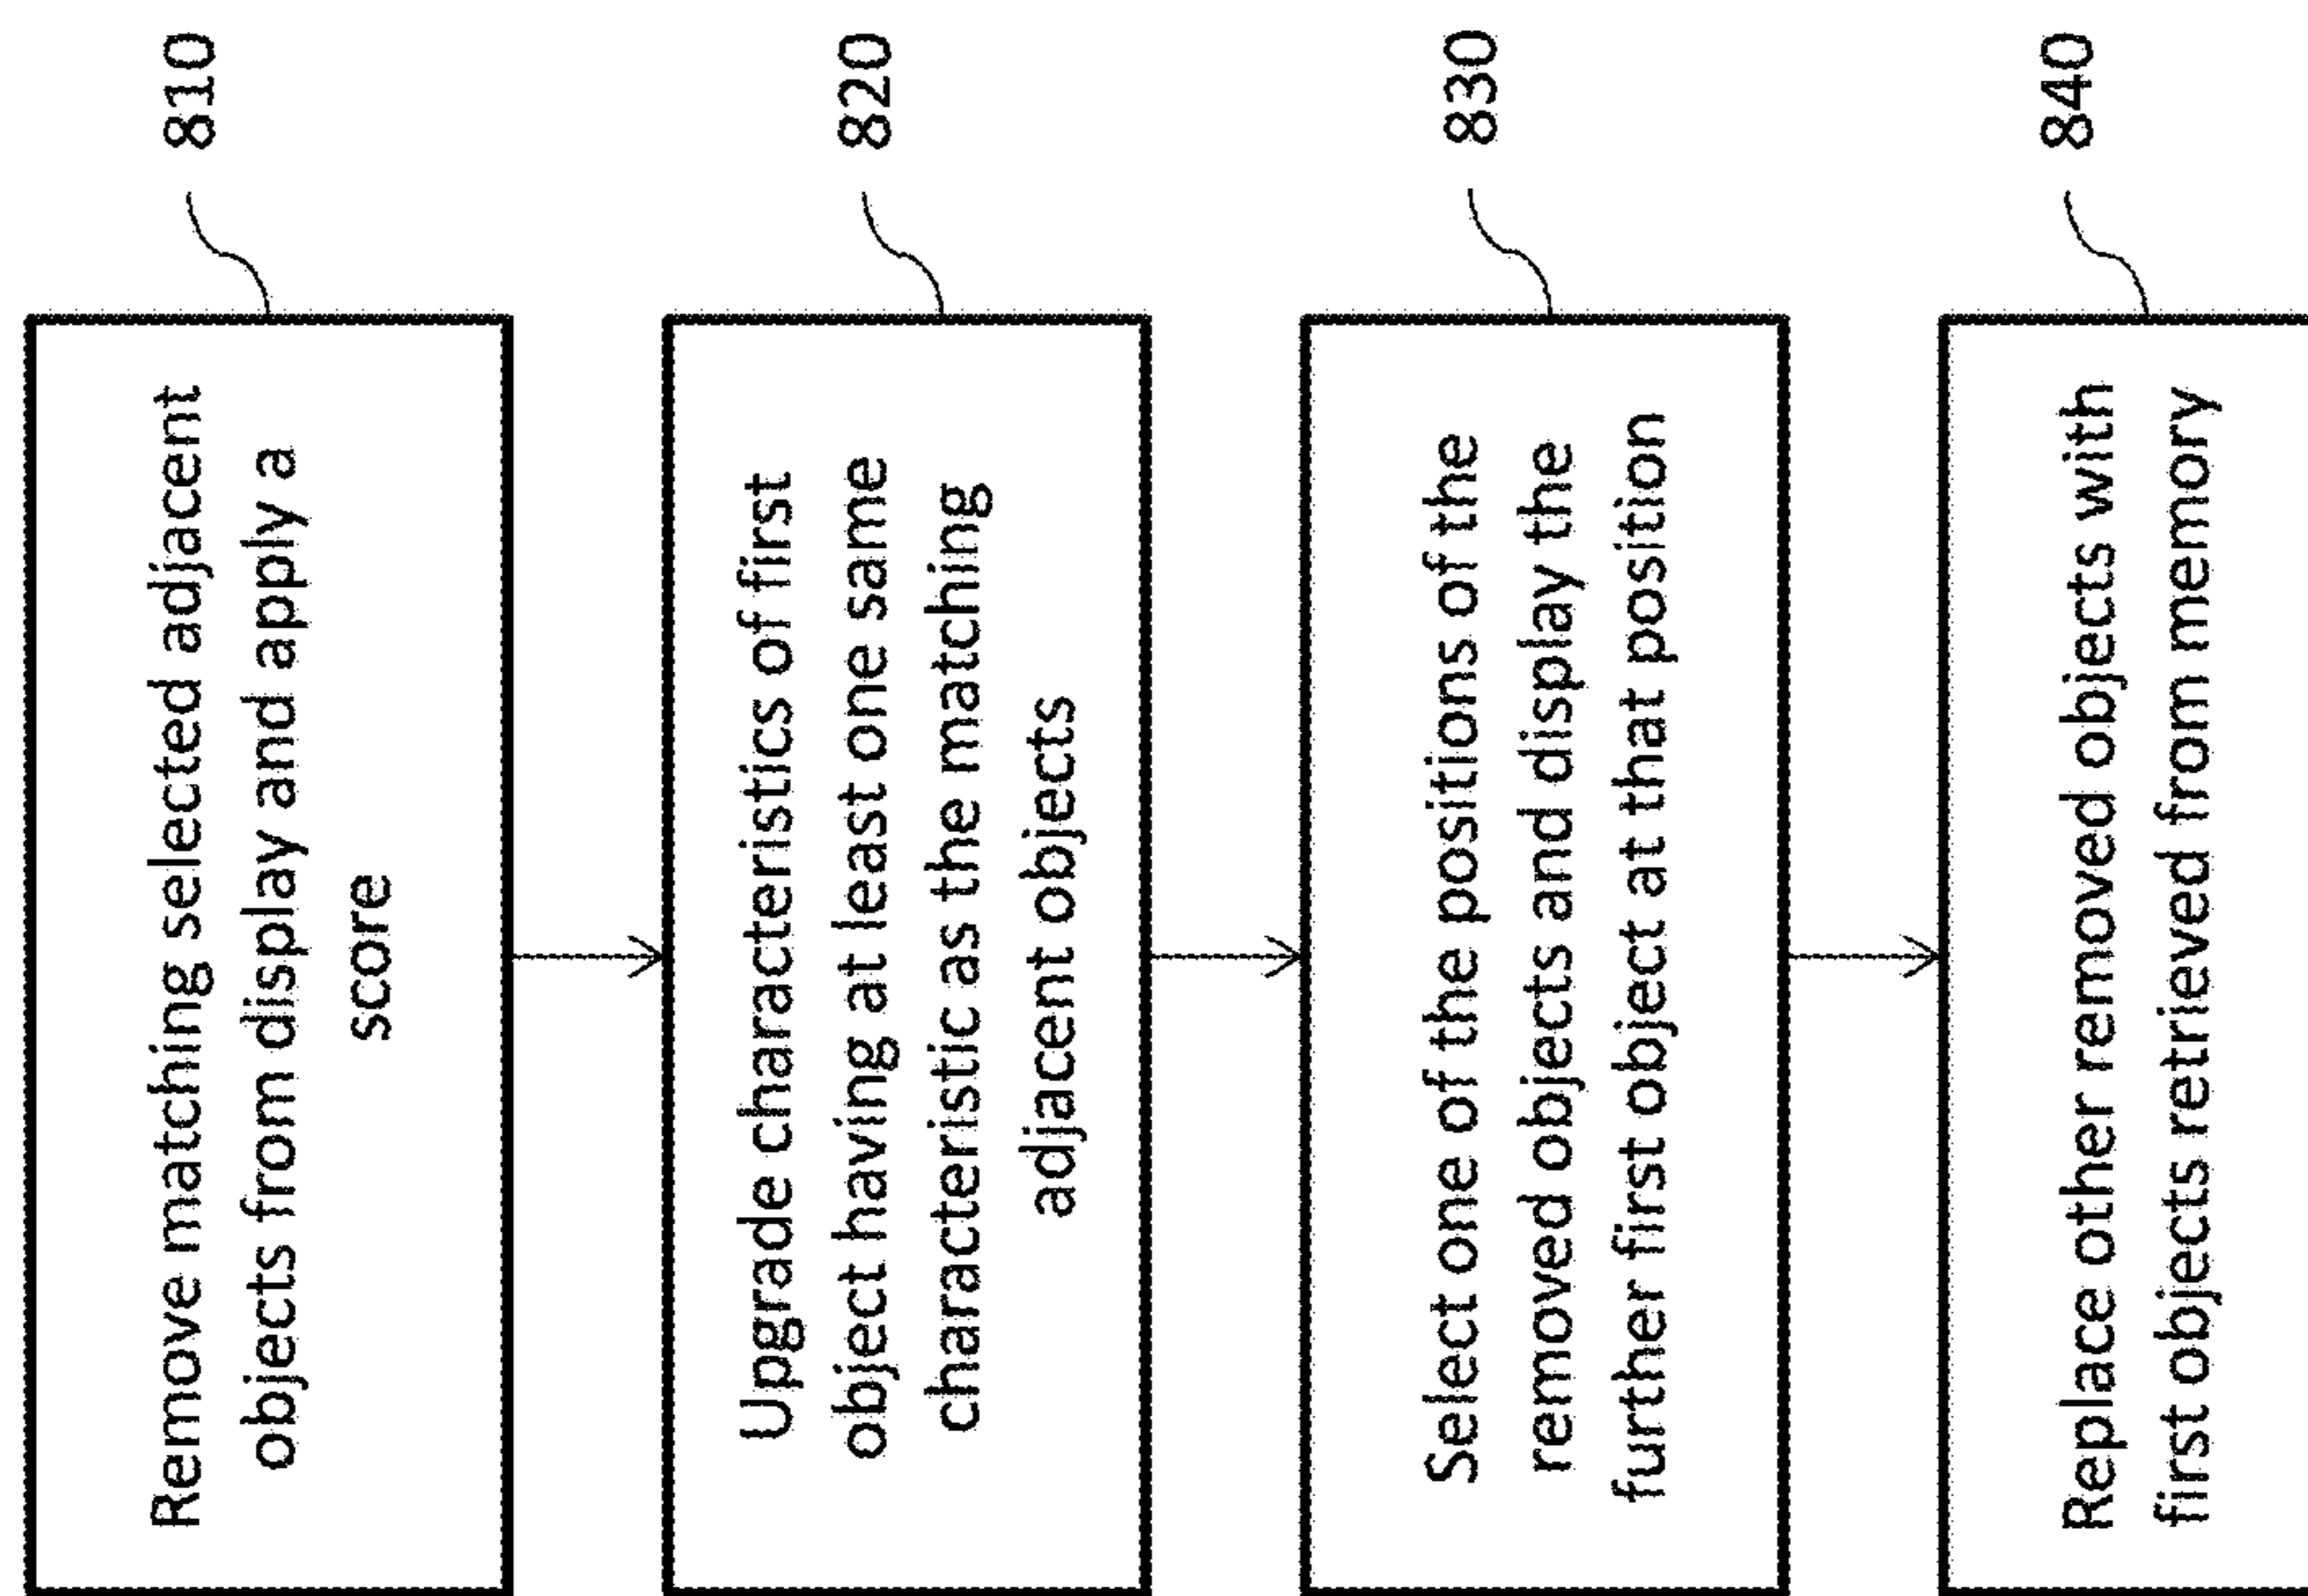 Remove matching selected adjacent
objects from display and apply a
score
810
Upgrade characteristics of first
object having at least one same
characteristic as the matching
adjacent objects
820
Select one of the positions of the
removed objects and display the
further first object at that position
830
Replace other removed objects with
first objects retrieved from memory
840